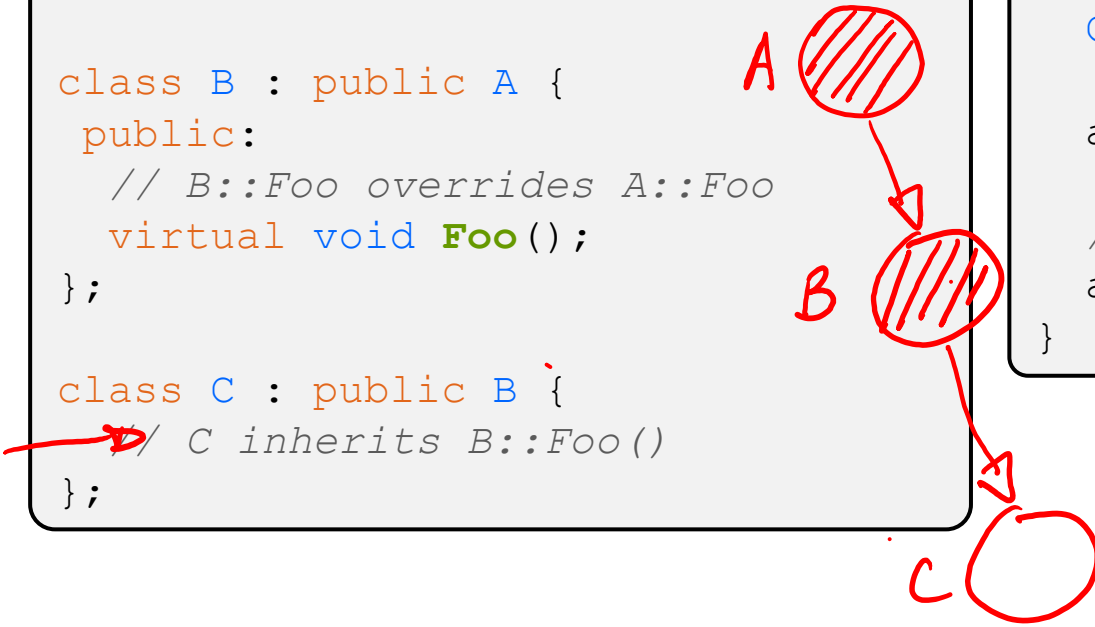 class B : public A {
public:
// B::Foo overrides A::Foo
virtual void Foo();
};
class C : public B {
// C inherits B::Foo()
};
A
B
C
}